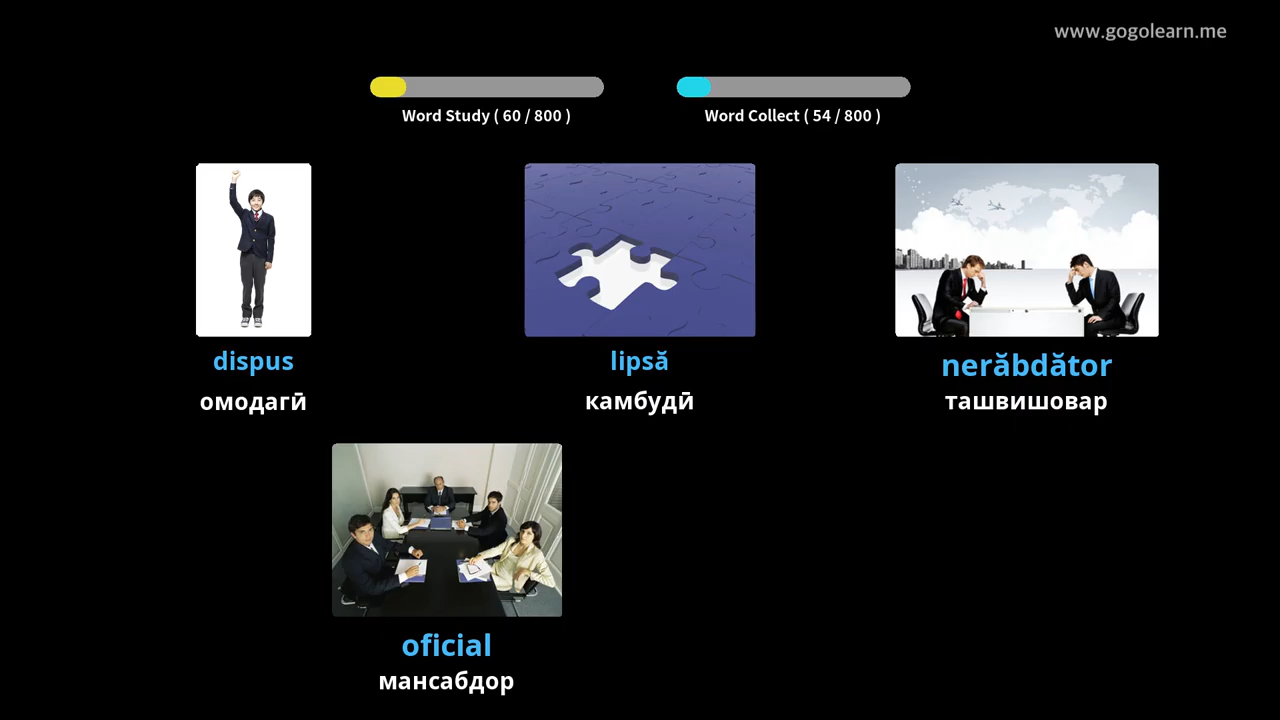 www.gogolearn.me
Word Study ( 60 / 800 )
Word Collect ( 54 / 800 )
dispus
омодагӣ
lipsă
камбудӣ
nerăbdător
ташвишовар
oficial
мансабдор